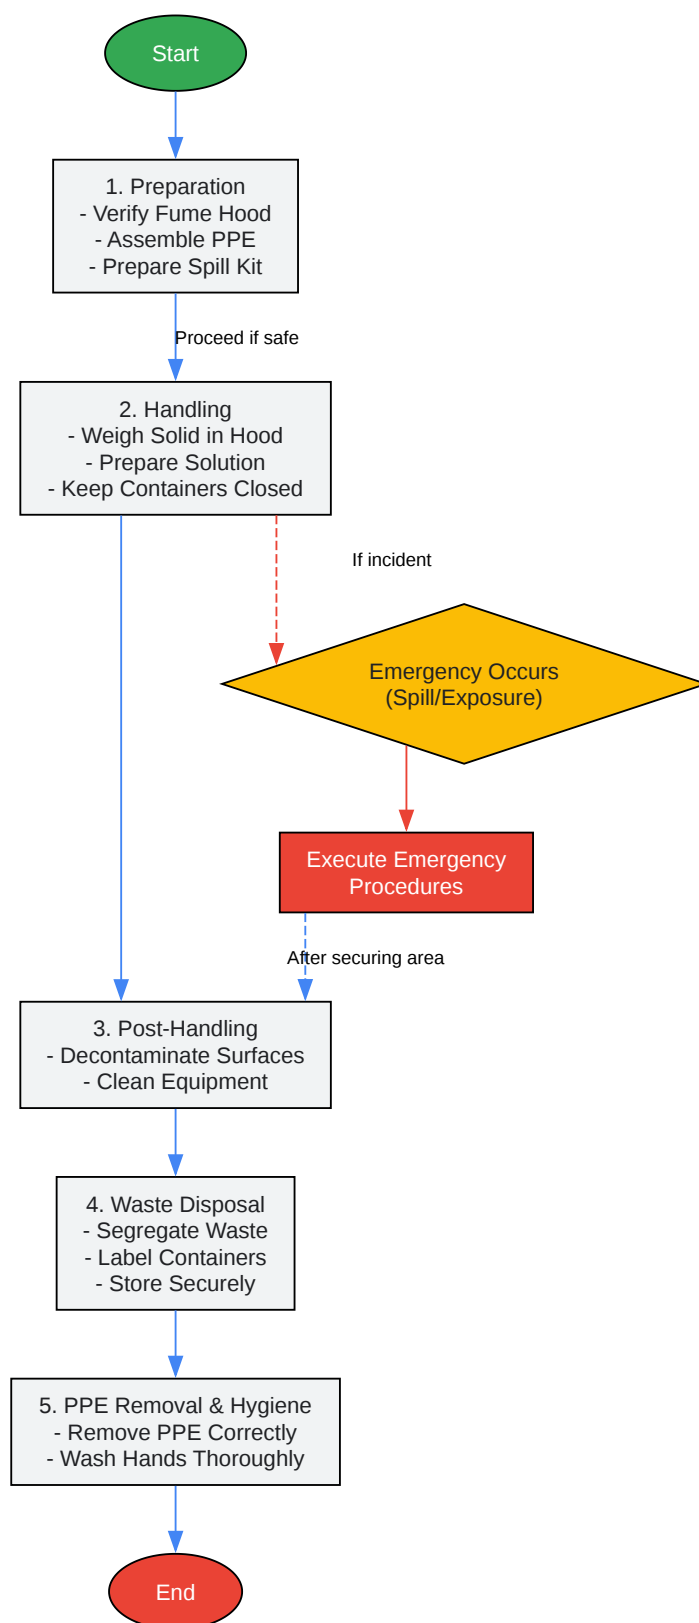 Start
1. Preparation
- Verify Fume Hood
- Assemble PPE
- Prepare Spill Kit
Proceed if safe
2. Handling
- Weigh Solid in Hood
- Prepare Solution
- Keep Containers Closed
If incident
Emergency Occurs
(Spill/Exposure)
Execute Emergency
Procedures
After securing area
3. Post-Handling
- Decontaminate Surfaces
- Clean Equipment
4. Waste Disposal
- Segregate Waste
- Label Containers
- Store Securely
5. PPE Removal & Hygiene
- Remove PPE Correctly
- Wash Hands Thoroughly
End